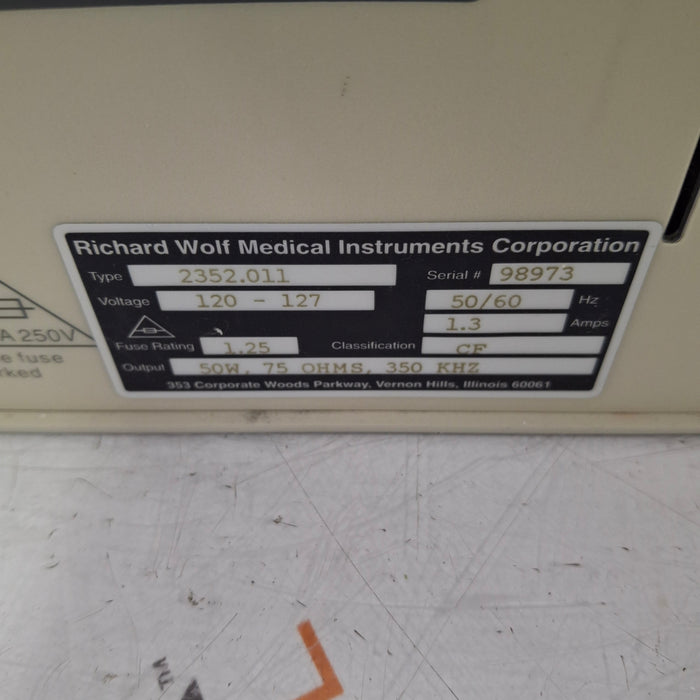 Richard Wolf Medical Instruments Corporation
Type 2352.011 Serial # 98973
Voltage 120 - 127 50/60 Hz
1.3 Amps
Fuse Rating 1.25 Classification CF
Output 50W, 75 OHMS, 350 KHZ
353 Corporate Woods Parkway, Vernon Hills, Illinois 60061
A 250V
fuse